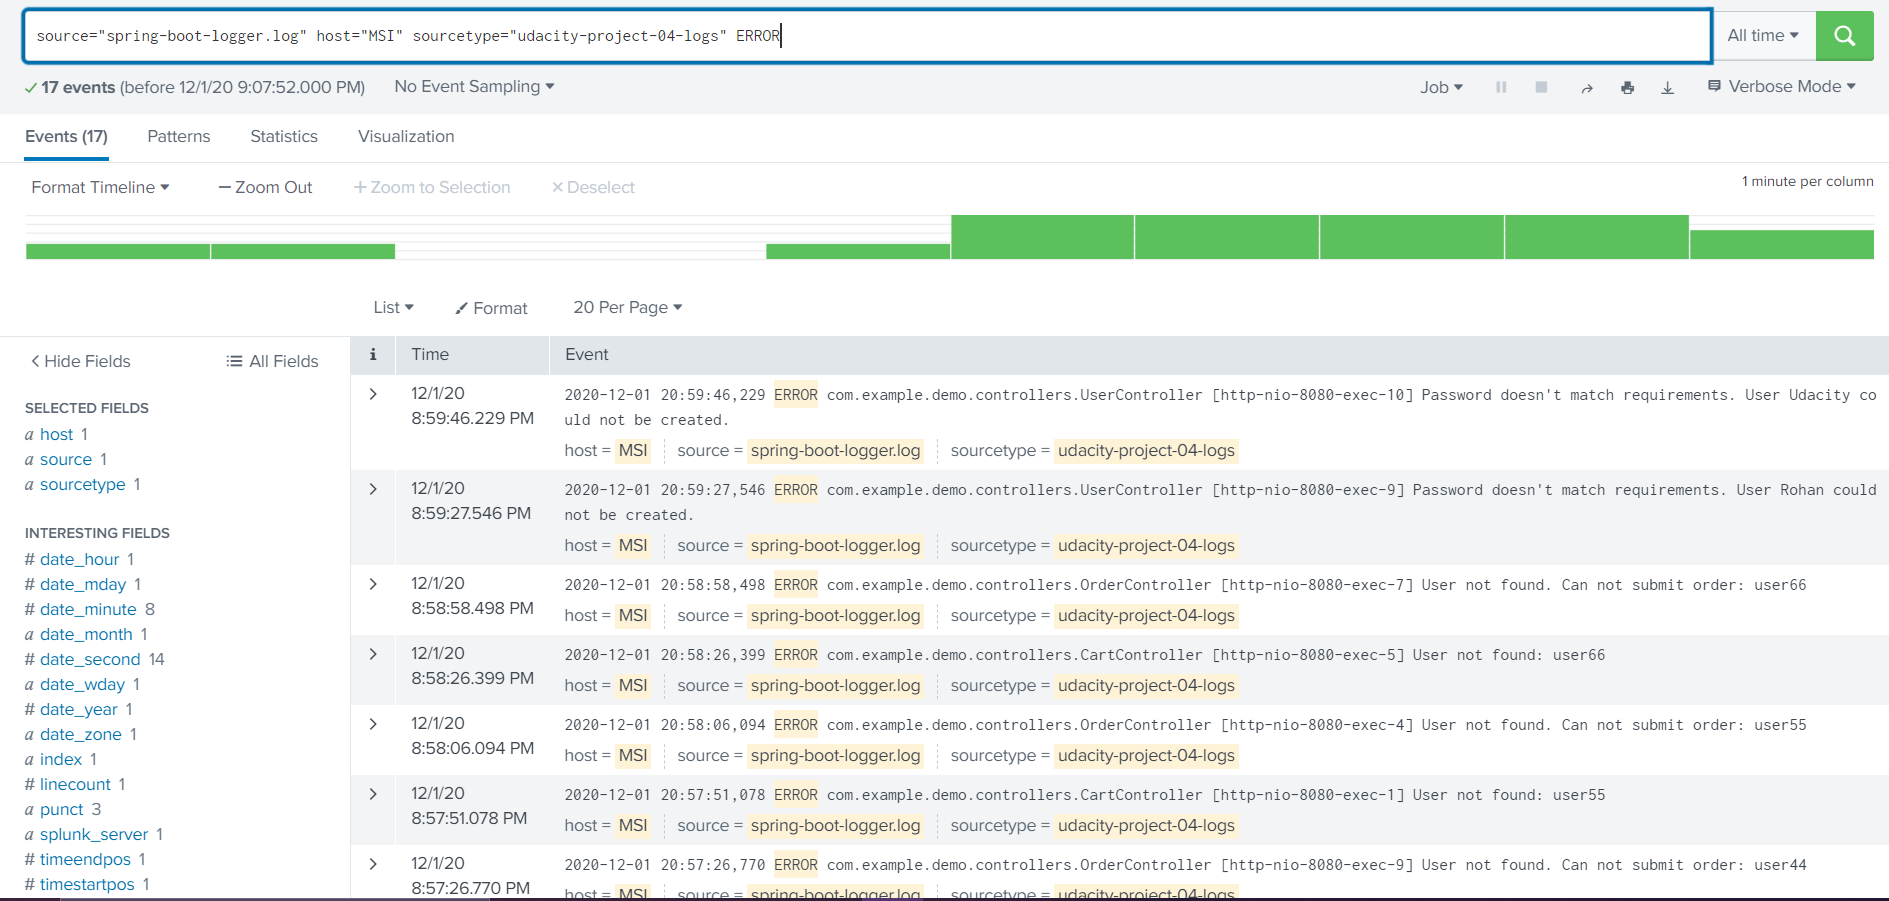 source="spring-boot-logger.log" host="MSI" sourcetype="udacity-project-04-logs" ERROR
All time
17 events (before 12/1/20 9:07:52.000 PM)
No Event Sampling
Job
Verbose Mode
Events (17)
Patterns
Statistics
Visualization
Format Timeline
Zoom Out
Zoom to Selection
Deselect
1 minute per column
List
Format
20 Per Page
Hide Fields
All Fields
SELECTED FIELDS
a host 1
a source 1
a sourcetype 1
INTERESTING FIELDS
# date_hour 1
# date_mday 1
# date_minute 8
a date_month 1
# date_second 14
a date_wday 1
# date_year 1
a date_zone 1
a index 1
# linecount 1
a punct 3
a splunk_server 1
# timeendpos 1
# timestartpos 1
i
Time
Event
12/1/20
8:59:46.229 PM
2020-12-01 20:59:46,229 ERROR com.example.demo.controllers.UserController [http-nio-8080-exec-10] Password doesn't match requirements. User Udacity co
uld not be created.
host = MSI source = spring-boot-logger.log sourcetype = udacity-project-04-logs
12/1/20
8:59:27.546 PM
2020-12-01 20:59:27,546 ERROR com.example.demo.controllers.UserController [http-nio-8080-exec-9] Password doesn't match requirements. User Rohan could
not be created.
host = MSI source = spring-boot-logger.log sourcetype = udacity-project-04-logs
12/1/20
8:58:58.498 PM
2020-12-01 20:58:58,498 ERROR com.example.demo.controllers.OrderController [http-nio-8080-exec-7] User not found. Can not submit order: user66
host = MSI source = spring-boot-logger.log sourcetype = udacity-project-04-logs
12/1/20
8:58:26.399 PM
2020-12-01 20:58:26,399 ERROR com.example.demo.controllers.CartController [http-nio-8080-exec-5] User not found: user66
host = MSI source = spring-boot-logger.log sourcetype = udacity-project-04-logs
12/1/20
8:58:06.094 PM
2020-12-01 20:58:06,094 ERROR com.example.demo.controllers.OrderController [http-nio-8080-exec-4] User not found. Can not submit order: user55
host = MSI source = spring-boot-logger.log sourcetype = udacity-project-04-logs
12/1/20
8:57:51.078 PM
2020-12-01 20:57:51,078 ERROR com.example.demo.controllers.CartController [http-nio-8080-exec-1] User not found: user55
host = MSI source = spring-boot-logger.log sourcetype = udacity-project-04-logs
12/1/20
8:57:26.770 PM
2020-12-01 20:57:26,770 ERROR com.example.demo.controllers.OrderController [http-nio-8080-exec-9] User not found. Can not submit order: user44
host = MSI source = spring-boot-logger.log sourcetype = udacity-project-04-logs